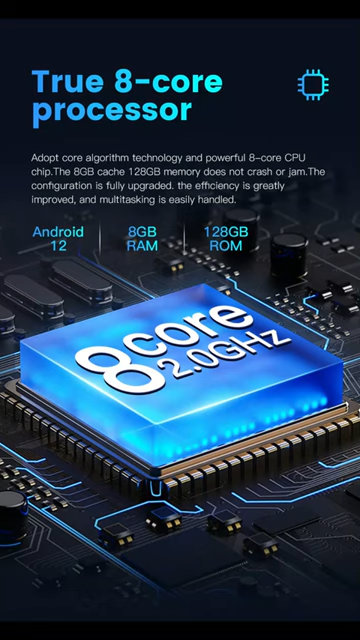 True 8-core
processor
Adopt core algorithm technology and powerful 8-core CPU
chip.The 8GB cache 128GB memory does not crash or jam.The
configuration is fully upgraded. the efficiency is greatly
improved, and multitasking is easily handled.
Android
12
8GB
RAM
128GB
ROM
8core
2.0GHz